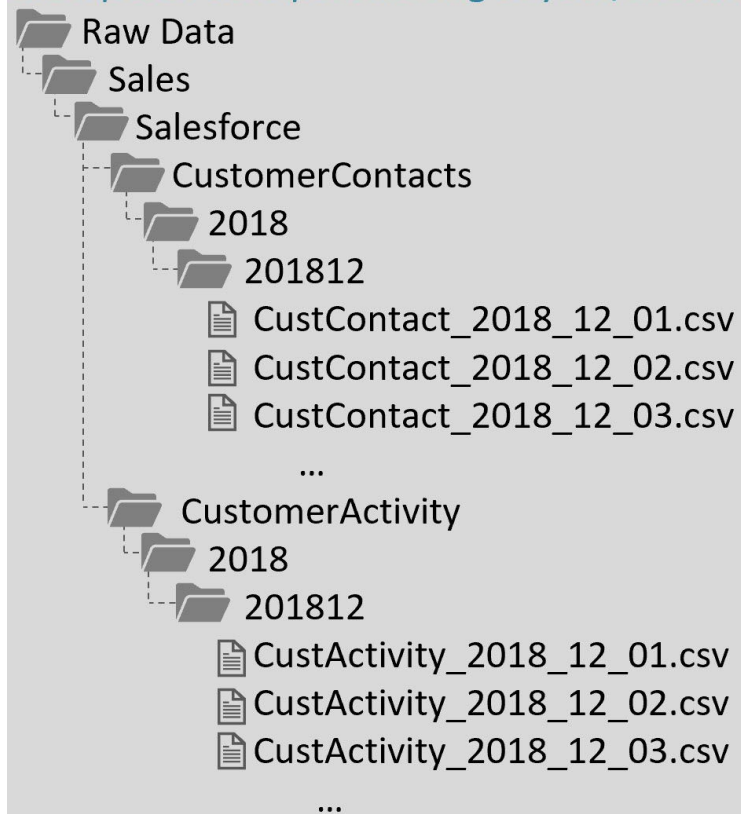 Raw Data
Sales
Salesforce
CustomerContacts
2018
201812
CustContact_2018_12_01.csv
CustContact_2018_12_02.csv
CustContact_2018_12_03.csv
...
CustomerActivity
2018
201812
CustActivity_2018_12_01.csv
CustActivity_2018_12_02.csv
CustActivity_2018_12_03.csv
...